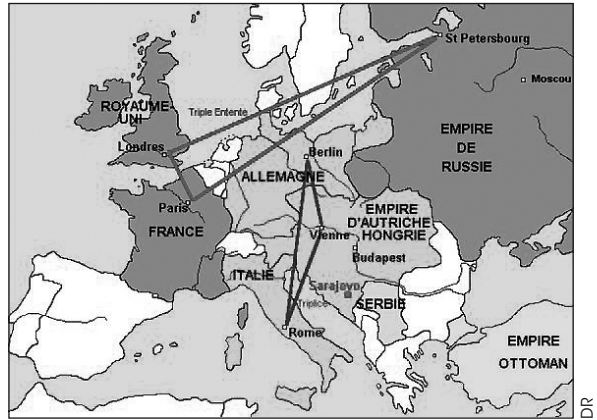 St Petersbourg
Moscou
ROYAUME-
UNI
Triple Entente
Londres
EMPIRE
DE
RUSSIE
Berlin
ALLEMAGNE
Paris
FRANCE
EMPIRE
D'AUTRICHE
HONGRIE
Vienne
Budapest
ITALIE
Sarajevo
Triplice
SERBIE
Rome
EMPIRE
OTTOMAN
DR